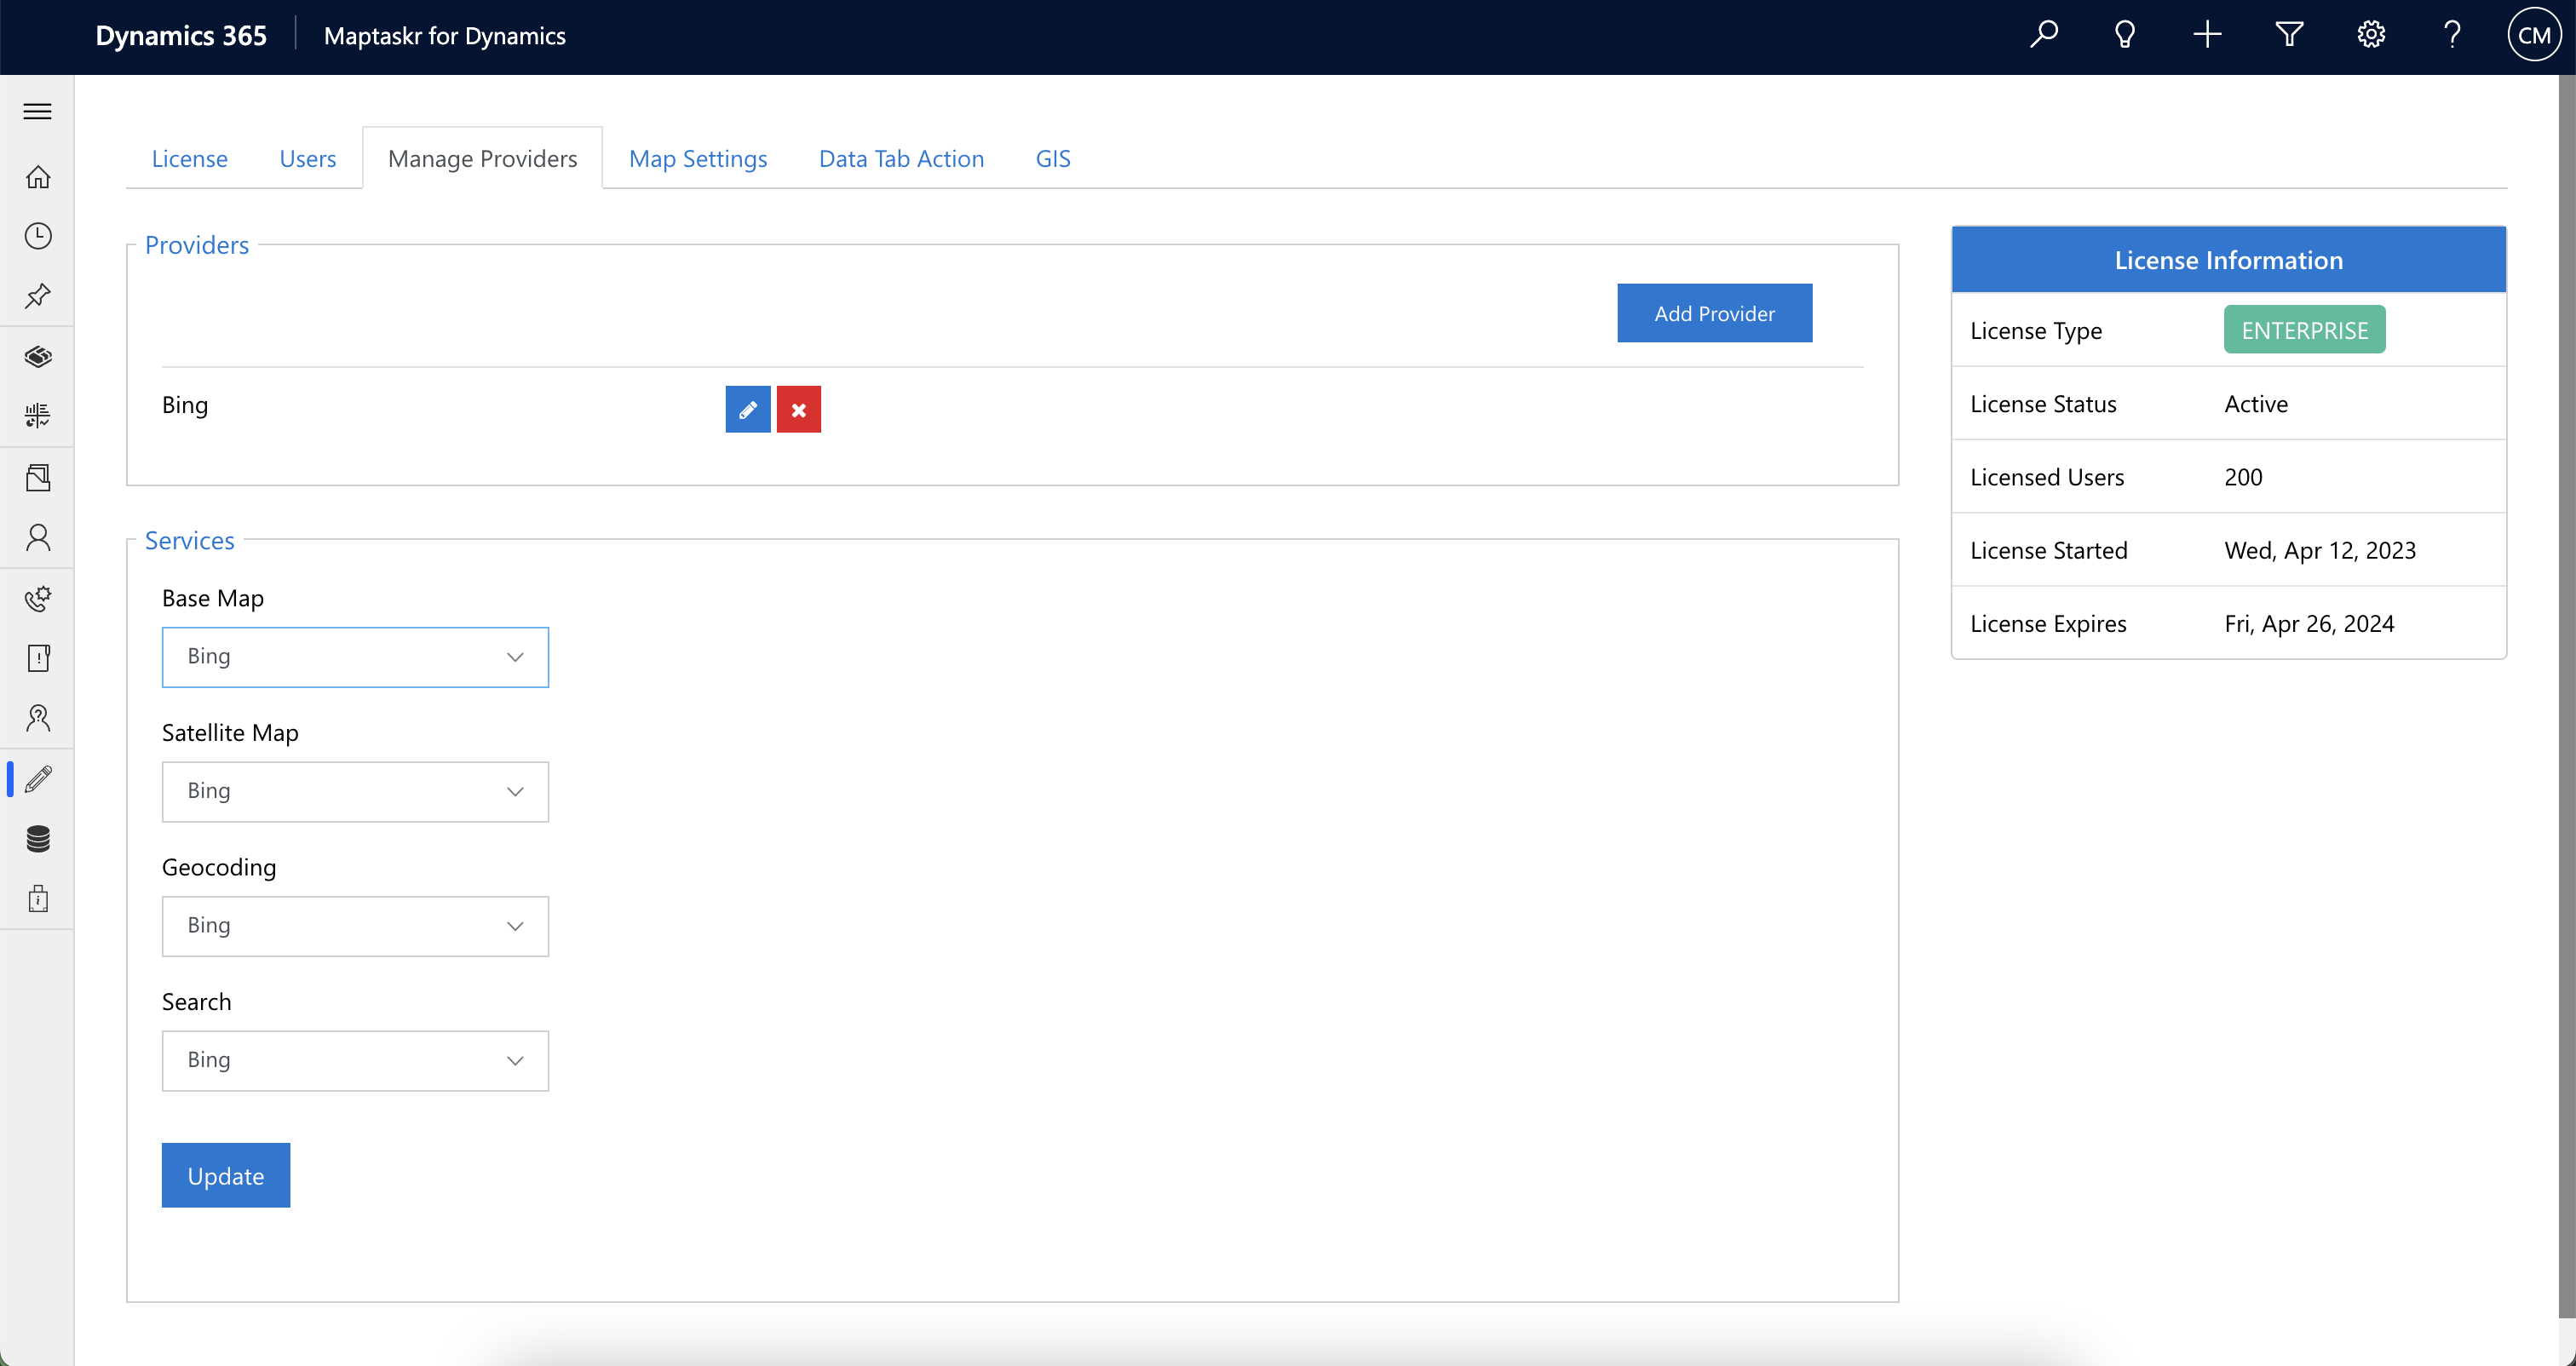 Dynamics 365
Maptaskr for Dynamics
CM
License
Users
Manage Providers
Map Settings
Data Tab Action
GIS
Providers
Add Provider
Bing
Services
Base Map
Bing
Satellite Map
Bing
Geocoding
Bing
Search
Bing
Update
License Information
License Type ENTERPRISE
License Status Active
Licensed Users 200
License Started Wed, Apr 12, 2023
License Expires Fri, Apr 26, 2024